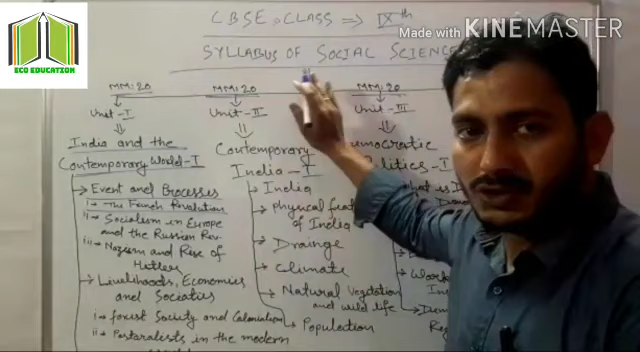 CBSE CLASS ⇒ IXth
Made with KINEMASTER
SYLLABUS OF SOCIAL SCIENCE
ECO EDUCATION
MM:20
MM:20
MM:20
Unit-I
Unit-II
Unit-III
India and the
Contemporary World-I
Contemporary
India-I
Politics-I
Event and Processes
i. The French Revolution
ii Socialism in Europe
and the Russian Rev
iii Nazism and Rise of
Hitler
Livelihoods, Economies
and Societies
i. forest Society and Colonialism
ii Pastoralists in the modern
India
Physical
of India
Drainge
Climate
Natural Vegetation
and wild life
Population